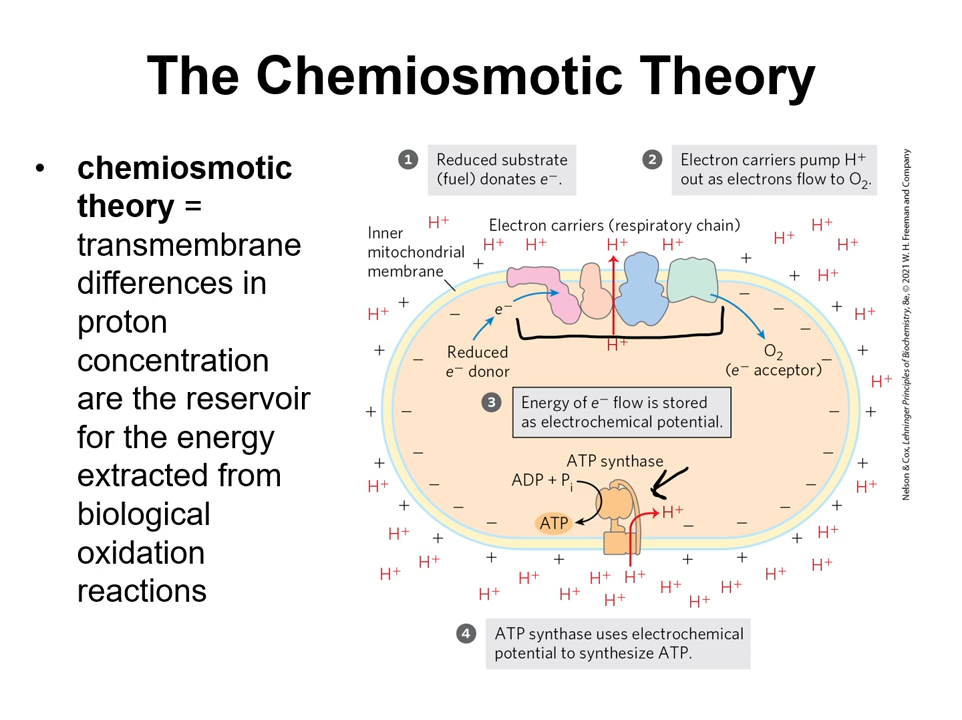 The Chemiosmotic Theory
• chemiosmotic
theory =
transmembrane
differences in
proton
concentration
are the reservoir
for the energy
extracted from
biological
oxidation
reactions
1 Reduced substrate
(fuel) donates e⁻.
2 Electron carriers pump H⁺
out as electrons flow to O₂.
Electron carriers (respiratory chain)
Inner
mitochondrial
membrane
H⁺ H⁺ H⁺ H⁺ H⁺ H⁺ H⁺ H⁺ H⁺ H⁺ H⁺ H⁺
e⁻
H⁺
Reduced
e⁻ donor
O₂
(e⁻ acceptor)
3 Energy of e⁻ flow is stored
as electrochemical potential.
ATP synthase
ADP + Pᵢ
ATP
H⁺
H⁺ H⁺ H⁺ H⁺ H⁺ H⁺ H⁺ H⁺ H⁺ H⁺ H⁺ H⁺ H⁺ H⁺ H⁺ H⁺
4 ATP synthase uses electrochemical
potential to synthesize ATP.
Nelson & Cox, Lehninger Principles of Biochemistry, 8e, © 2021 W. H. Freeman and Company